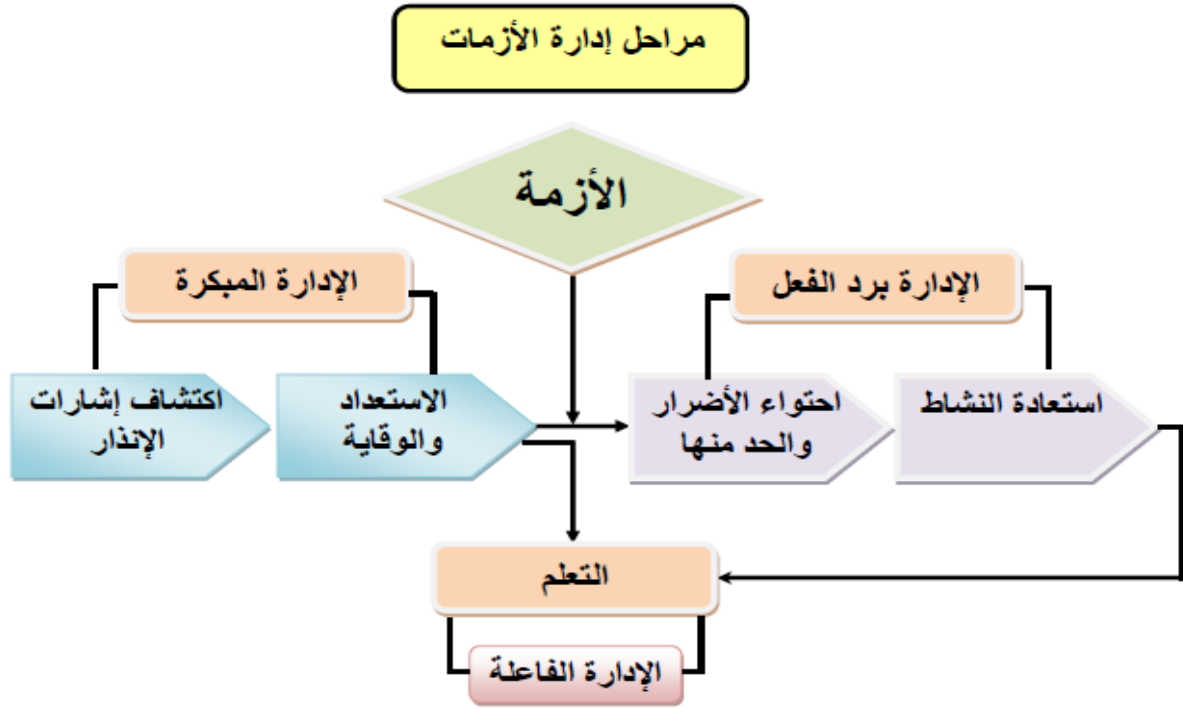 مراحل إدارة الأزمات
الأزمة
الإدارة المبكرة
الإدارة برد الفعل
اكتشاف إشارات
الإنذار
الاستعداد
والوقاية
احتواء الأضرار
والحد منها
استعادة النشاط
التعلم
الإدارة الفاعلة